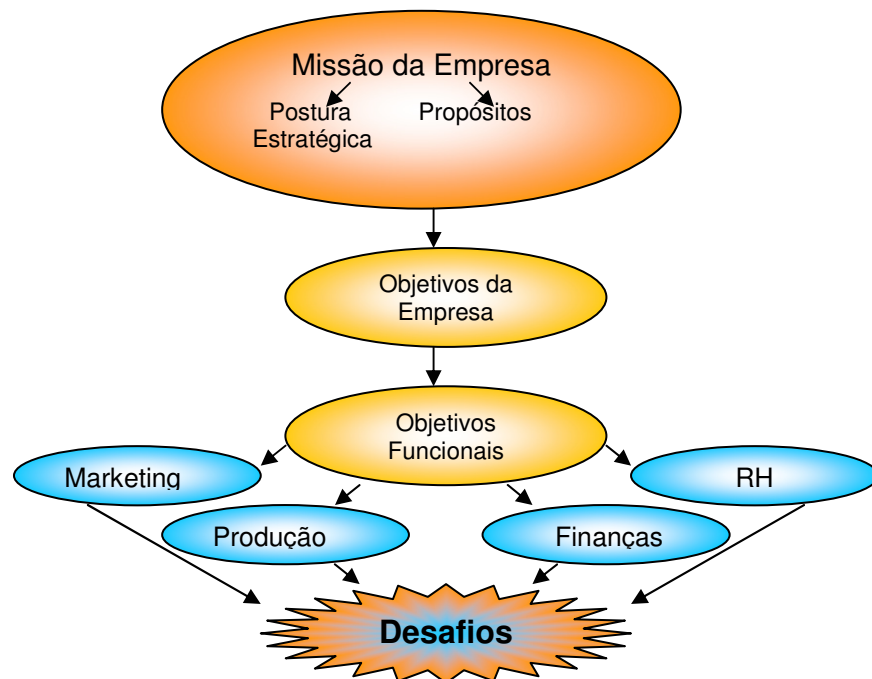 Missão da Empresa
Postura
Estratégica
Propósitos
Objetivos da
Empresa
Objetivos
Funcionais
Marketing
RH
Produção
Finanças
Desafios